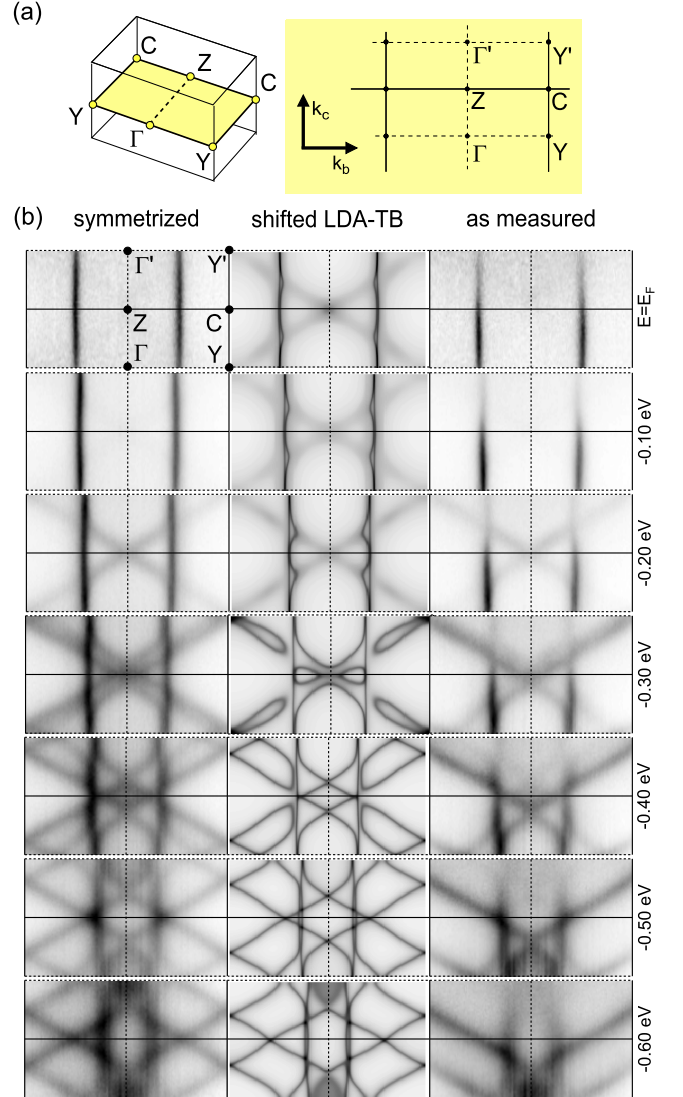 (a)
C
Z
C
Y
Γ
Y
k_c
k_b
Γ'
Y'
Z
C
Γ
Y
(b)
symmetrized
shifted LDA-TB
as measured
Γ'
Y'
Z
C
Γ
Y
E=E_F
-0.10 eV
-0.20 eV
-0.30 eV
-0.40 eV
-0.50 eV
-0.60 eV